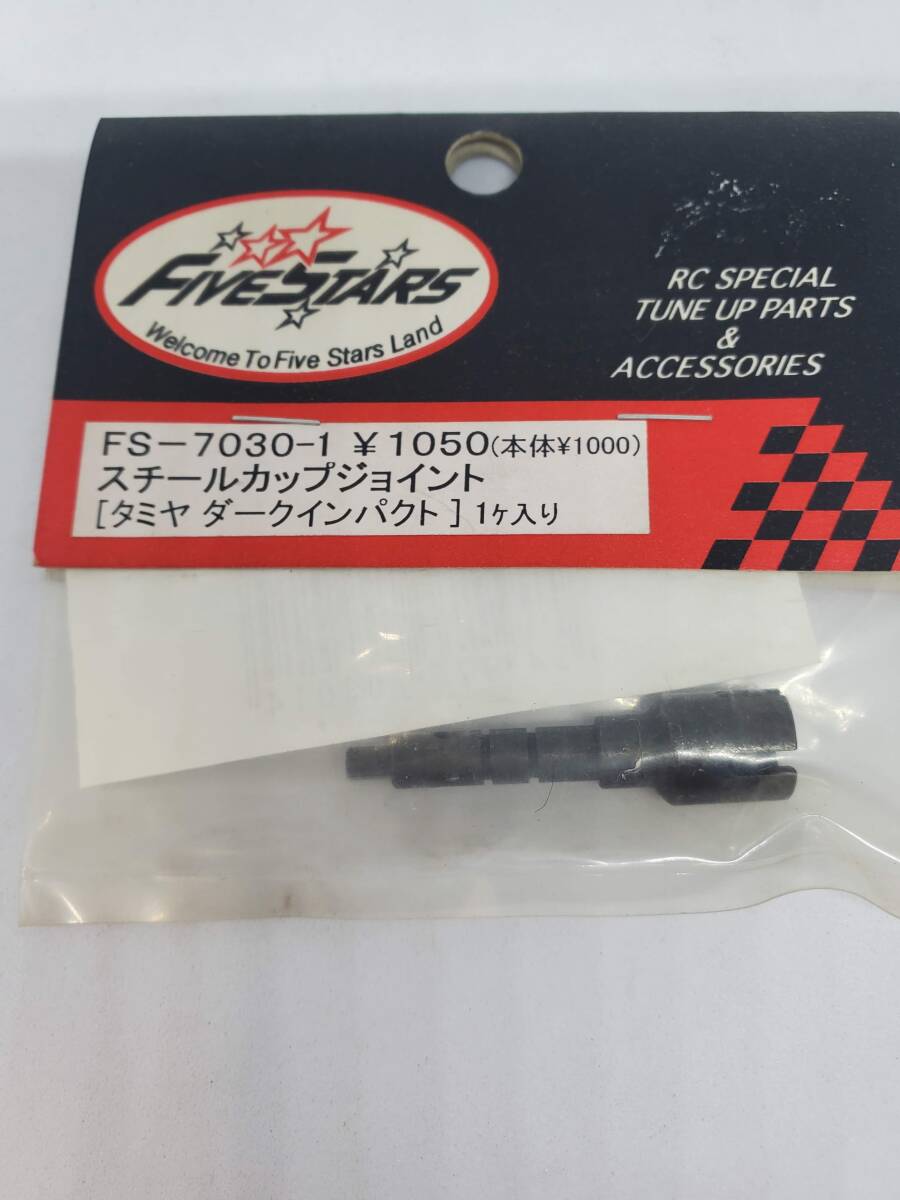 FIVESTARS
Welcome To Five Stars Land
RC SPECIAL
TUNE UP PARTS
&
ACCESSORIES
FS-7030-1 ¥1050(本体¥1000)
スチールカップジョイント
[タミヤ ダークインパクト] 1ヶ入り